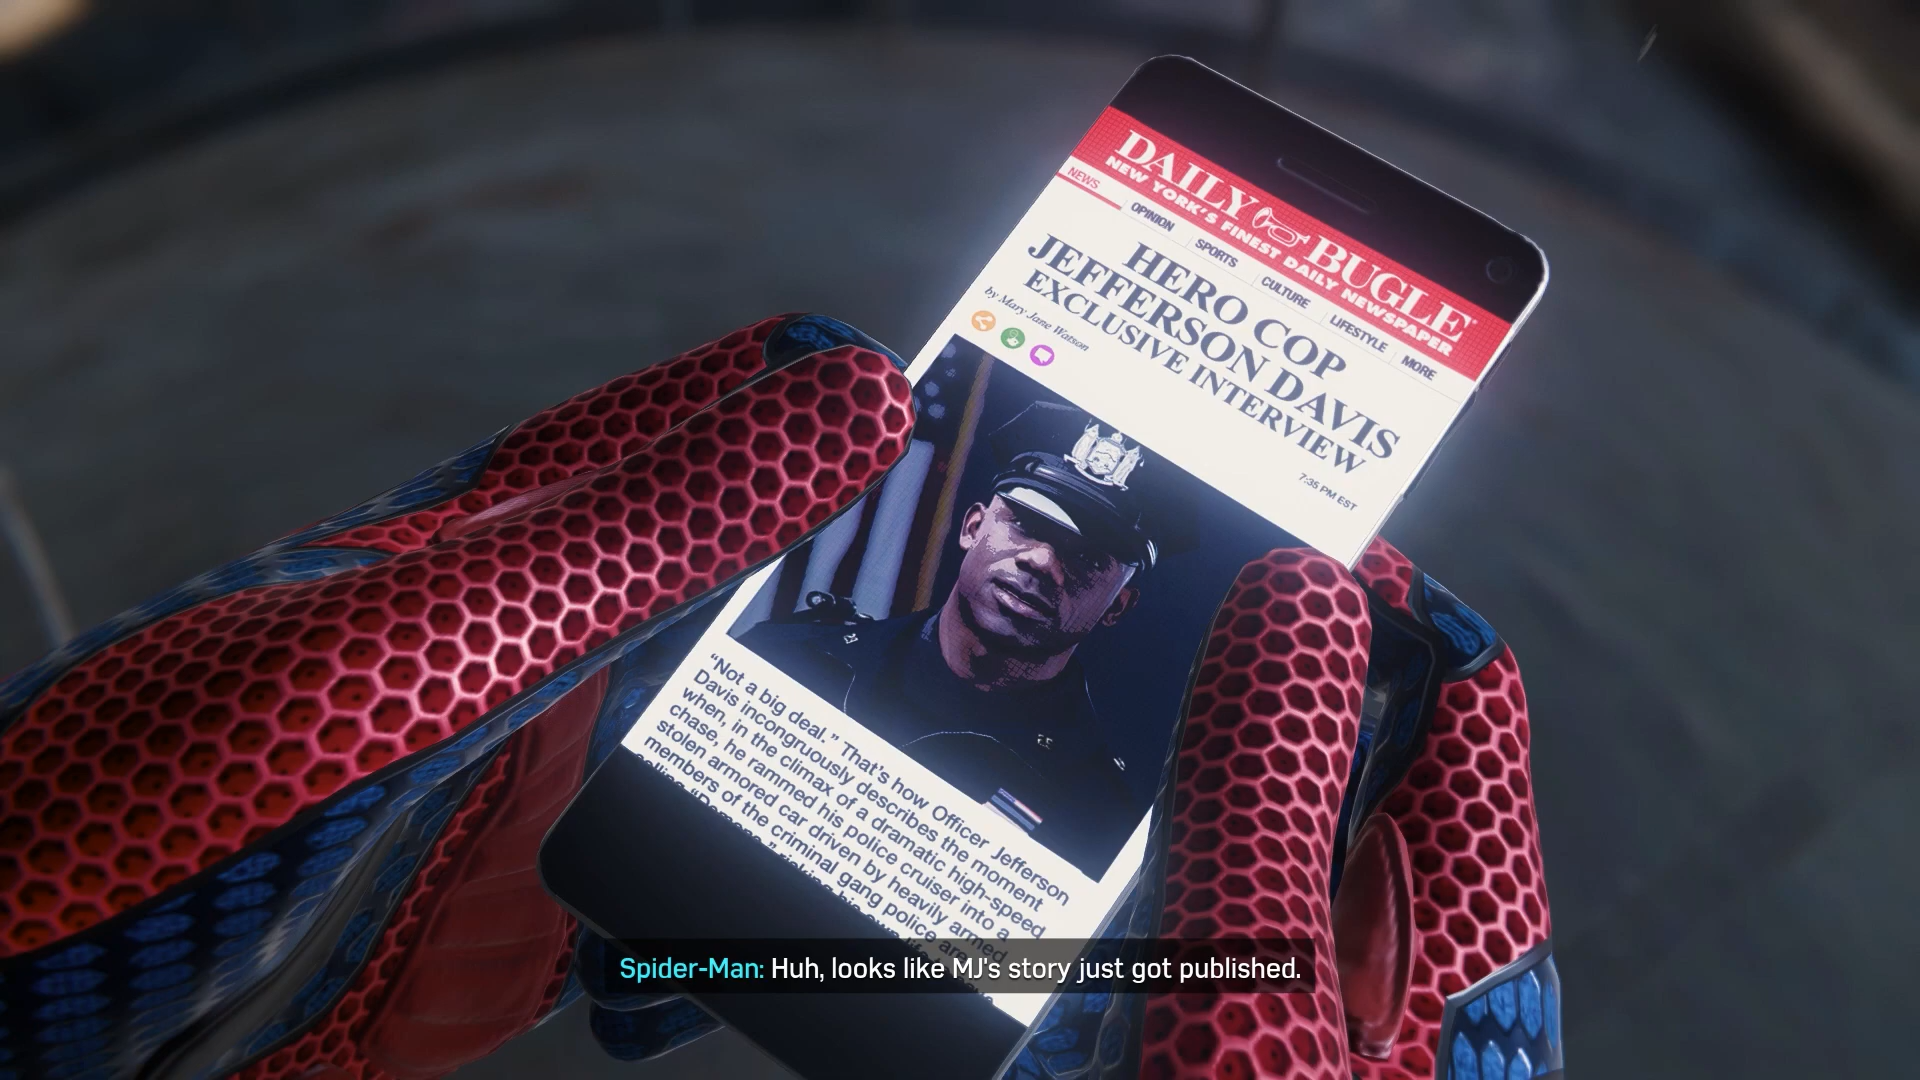 DAILY BUGLE
NEW YORK'S FINEST DAILY NEWSPAPER
NEWS OPINION SPORTS CULTURE LIFESTYLE MORE
HERO COP
JEFFERSON DAVIS
EXCLUSIVE INTERVIEW
by Mary Jane Watson
7:35 PM EST
“Not a big deal.” That's how Officer Jefferson
Davis incongruously describes the moment
when, in the climax of a dramatic high-speed
chase, he rammed his police cruiser into a
stolen armored car driven by heavily armed
members of the criminal gang police are
Spider-Man: Huh, looks like MJ's story just got published.